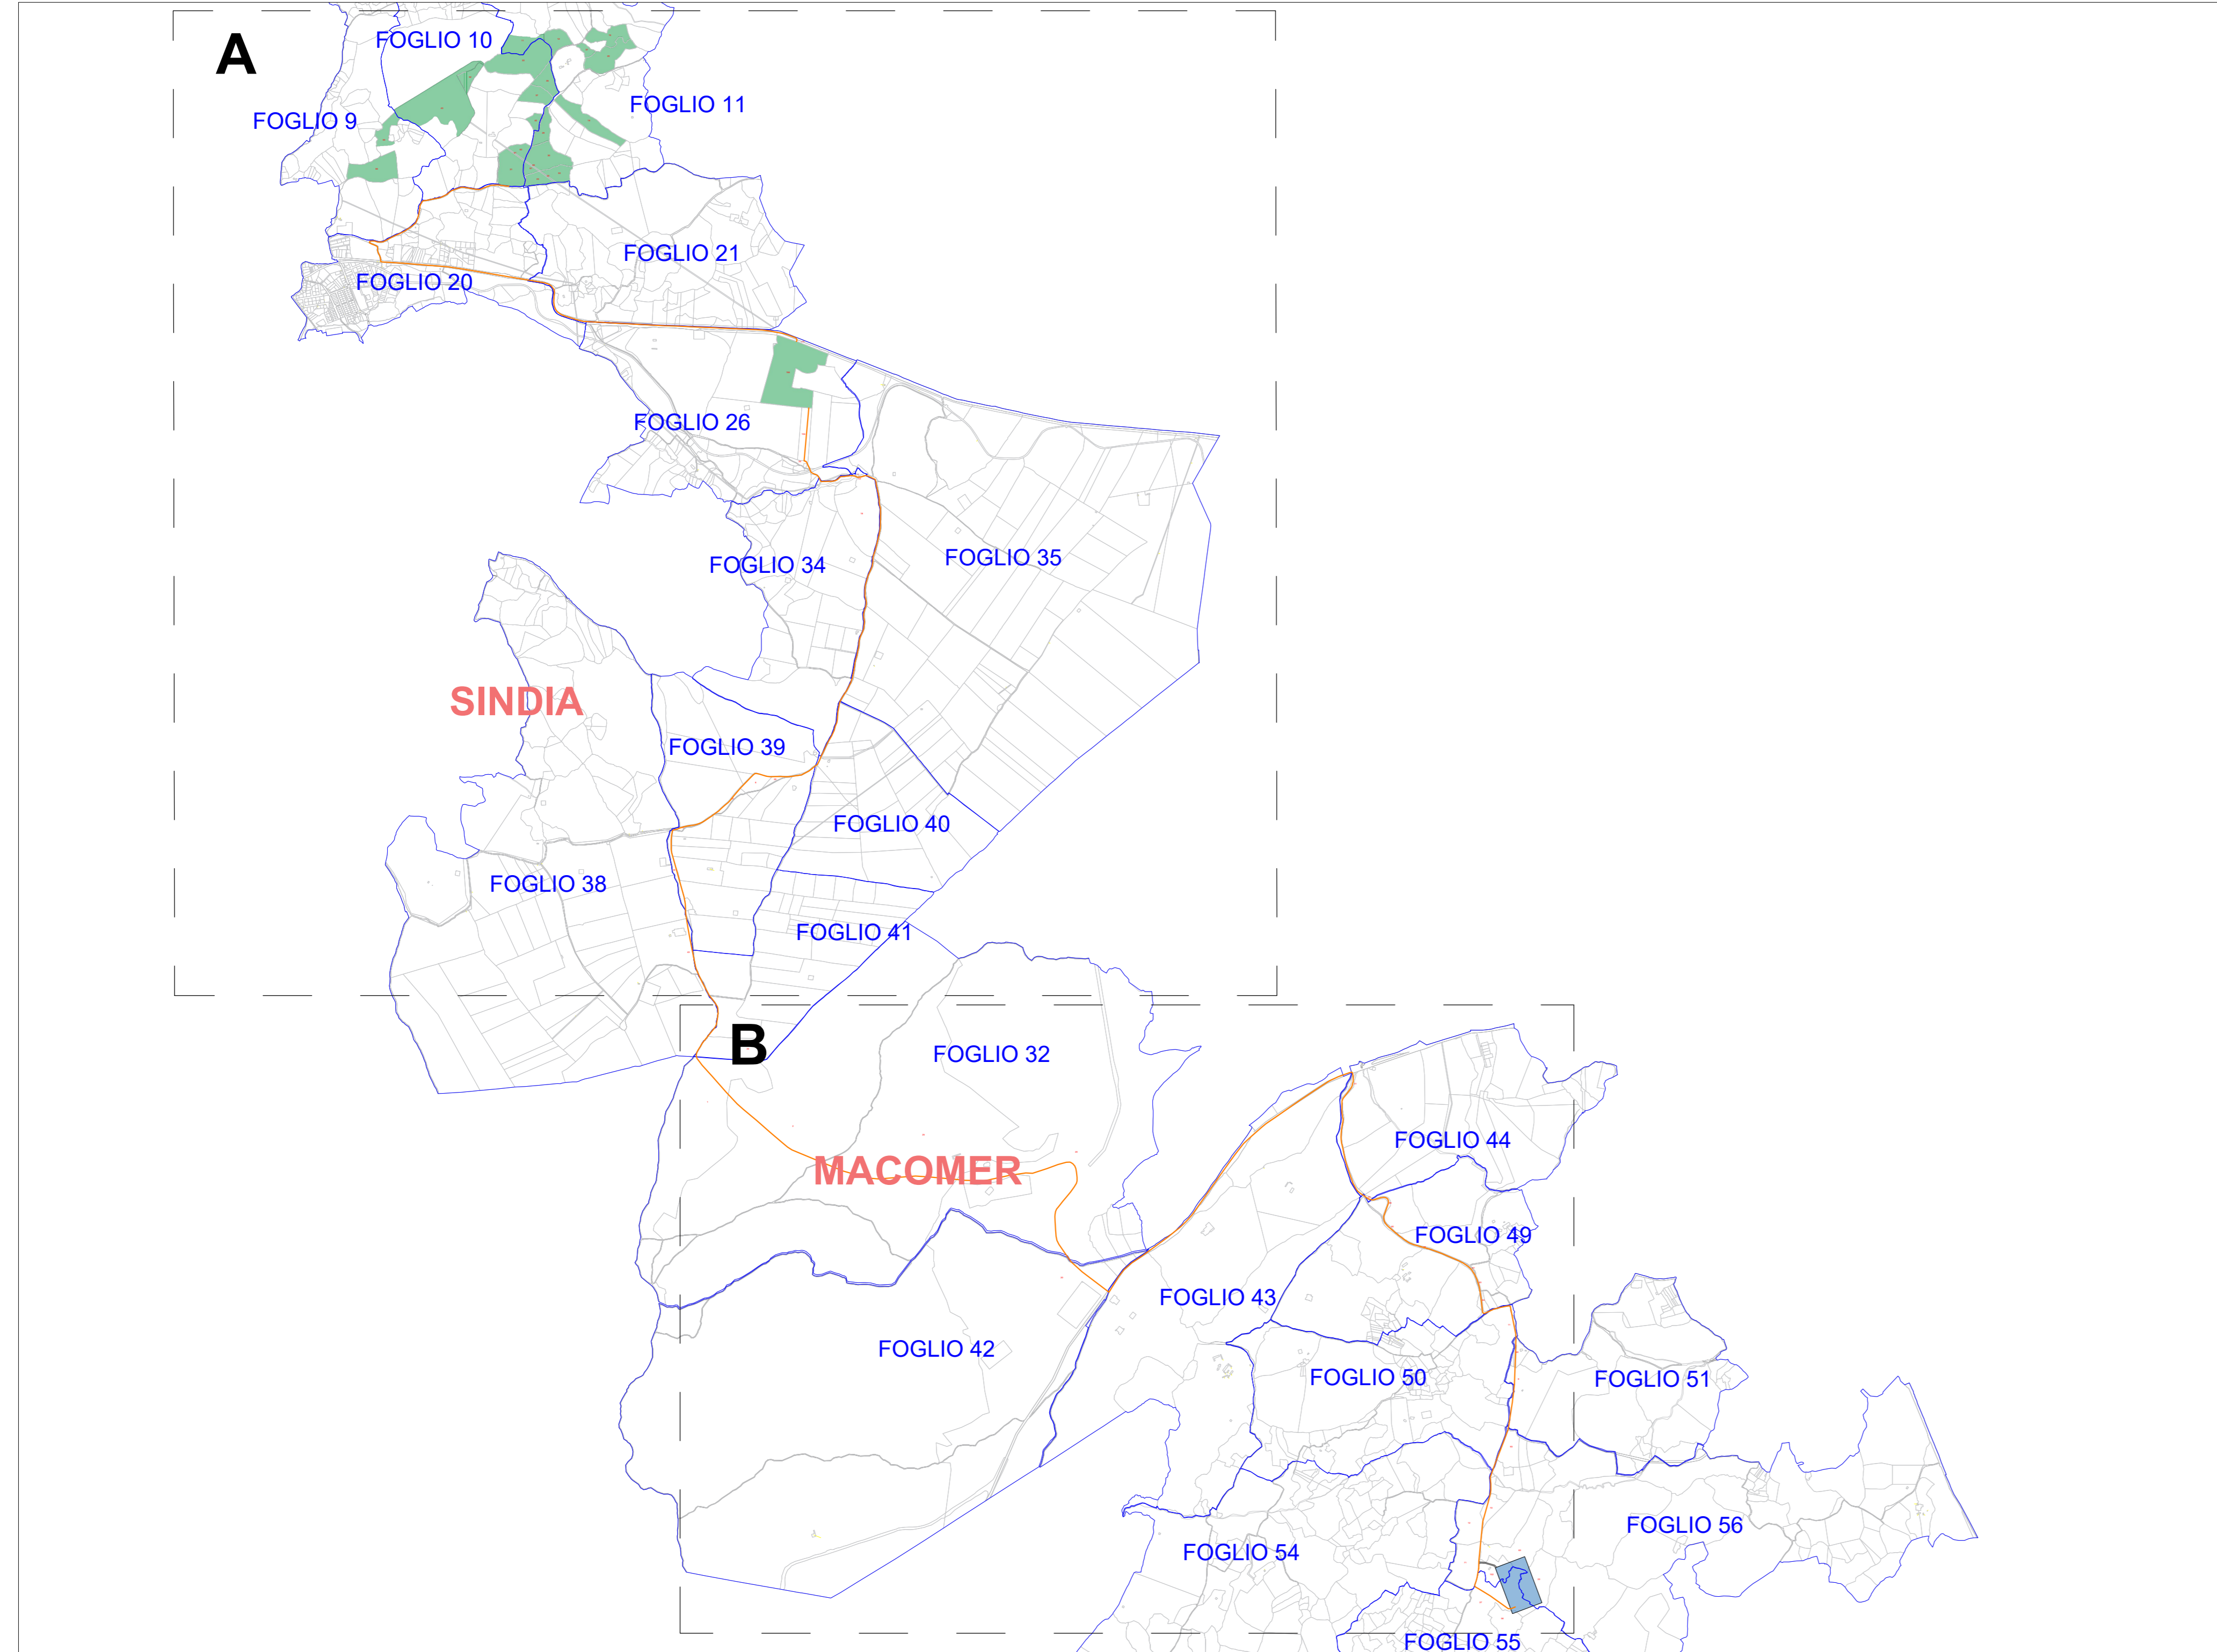 A
FOGLIO 10
FOGLIO 11
FOGLIO 9
FOGLIO 21
FOGLIO 20
FOGLIO 26
FOGLIO 34
FOGLIO 35
SINDIA
FOGLIO 39
FOGLIO 40
FOGLIO 38
FOGLIO 41
B
FOGLIO 32
FOGLIO 44
MACOMER
FOGLIO 49
FOGLIO 43
FOGLIO 42
FOGLIO 50
FOGLIO 51
FOGLIO 56
FOGLIO 54
FOGLIO 55